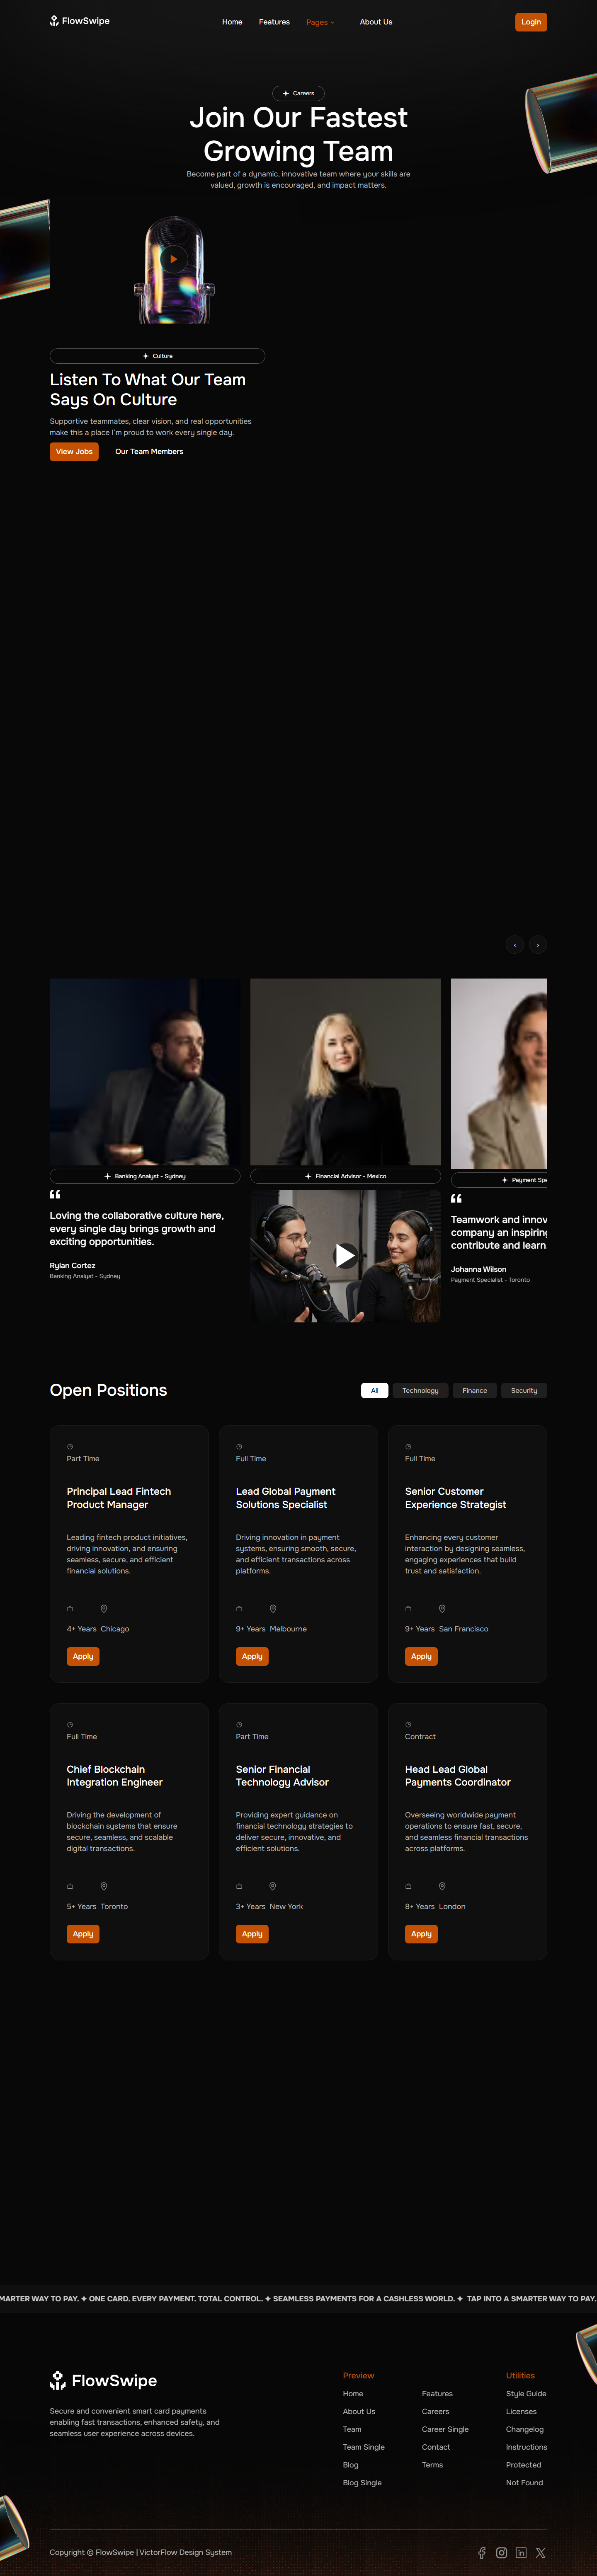 FlowSwipe
Home
Features
Pages
About Us
Login
Careers
Join Our Fastest
Growing Team
Become part of a dynamic, innovative team where your skills are
valued, growth is encouraged, and impact matters.
Culture
Listen To What Our Team
Says On Culture
Supportive teammates, clear vision, and real opportunities
make this a place I'm proud to work every single day.
View Jobs
Our Team Members
Banking Analyst - Sydney
Loving the collaborative culture here,
every single day brings growth and
exciting opportunities.
Rylan Cortez
Banking Analyst - Sydney
Financial Advisor - Mexico
Payment Spe
Teamwork and innov
company an inspiring
contribute and learn.
Johanna Wilson
Payment Specialist - Toronto
Open Positions
All
Technology
Finance
Security
Part Time
Principal Lead Fintech
Product Manager
Leading fintech product initiatives,
driving innovation, and ensuring
seamless, secure, and efficient
financial solutions.
4+ Years Chicago
Apply
Full Time
Lead Global Payment
Solutions Specialist
Driving innovation in payment
systems, ensuring smooth, secure,
and efficient transactions across
platforms.
9+ Years Melbourne
Apply
Full Time
Senior Customer
Experience Strategist
Enhancing every customer
interaction by designing seamless,
engaging experiences that build
trust and satisfaction.
9+ Years San Francisco
Apply
Full Time
Chief Blockchain
Integration Engineer
Driving the development of
blockchain systems that ensure
secure, seamless, and scalable
digital transactions.
5+ Years Toronto
Apply
Part Time
Senior Financial
Technology Advisor
Providing expert guidance on
financial technology strategies to
deliver secure, innovative, and
efficient solutions.
3+ Years New York
Apply
Contract
Head Lead Global
Payments Coordinator
Overseeing worldwide payment
operations to ensure fast, secure,
and seamless financial transactions
across platforms.
8+ Years London
Apply
MARTER WAY TO PAY. ✦ ONE CARD. EVERY PAYMENT. TOTAL CONTROL. ✦ SEAMLESS PAYMENTS FOR A CASHLESS WORLD. ✦ TAP INTO A SMARTER WAY TO PAY.
FlowSwipe
Secure and convenient smart card payments
enabling fast transactions, enhanced safety, and
seamless user experience across devices.
Preview
Home
About Us
Team
Team Single
Blog
Blog Single
Features
Careers
Career Single
Contact
Terms
Utilities
Style Guide
Licenses
Changelog
Instructions
Protected
Not Found
Copyright © FlowSwipe | VictorFlow Design System